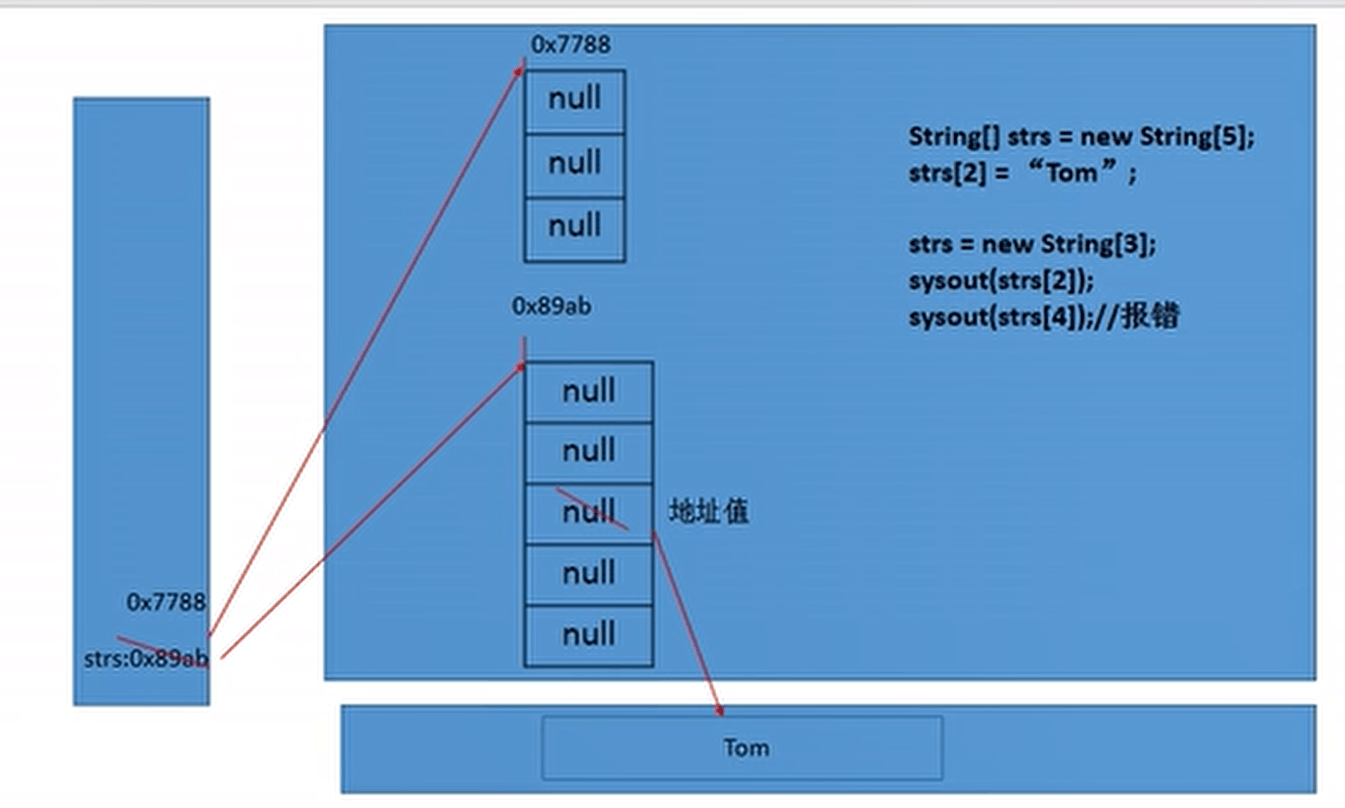 0x7788
null
null
null
0x89ab
null
null
null
地址值
null
null
0x7788
strs:0x89ab
String[] strs = new String[5];
strs[2] = “Tom”;
strs = new String[3];
sysout(strs[2]);
sysout(strs[4]);//报错
Tom